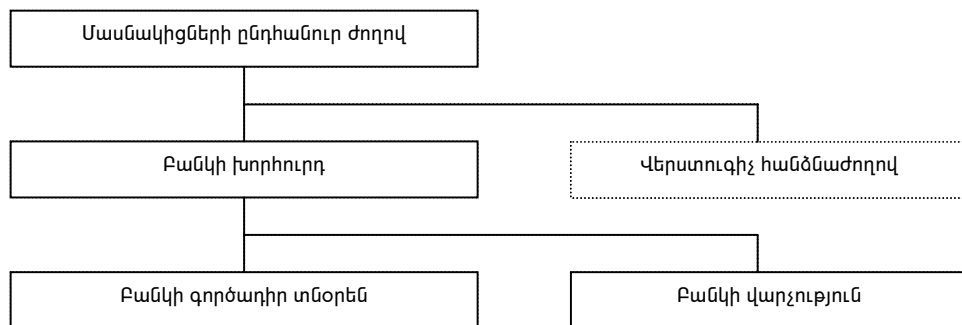 Մասնակիցների ընդհանուր ժողով
Բանկի խորհուրդ
Վերստուգիչ հանձնաժողով
Բանկի գործադիր տնօրեն
Բանկի վարչություն